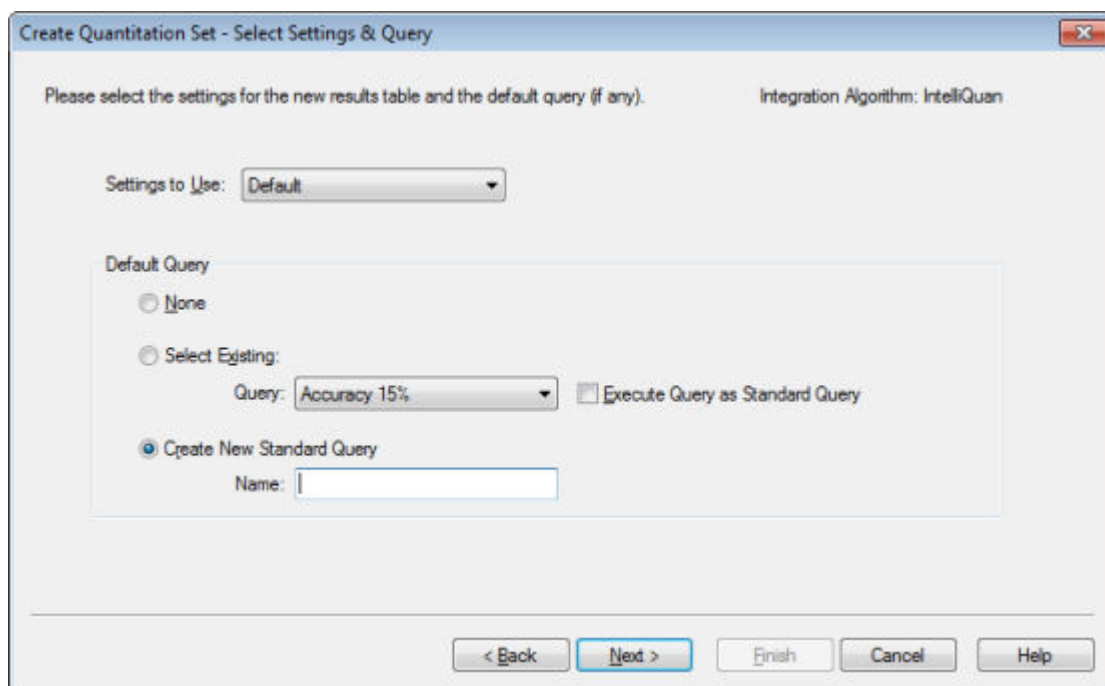 Create Quantitation Set - Select Settings & Query
Please select the settings for the new results table and the default query (if any). Integration Algorithm: IntelliQuan
Settings to Use: Default
Default Query
None
Select Existing:
Query: Accuracy 15% Execute Query as Standard Query
Create New Standard Query
Name:
< Back Next > Finish Cancel Help